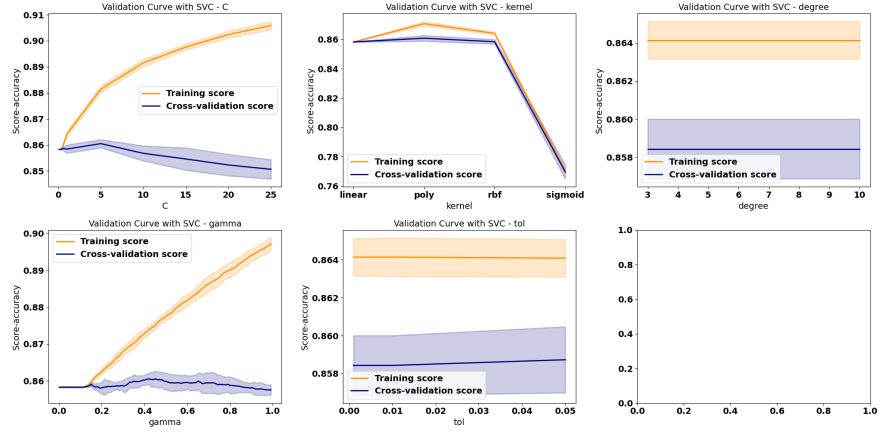 Validation Curve with SVC - C
0.91
0.90
0.89
0.88
0.87
0.86
0.85
Score-accuracy
Training score
Cross-validation score
0 5 10 15 20 25
C
Validation Curve with SVC - kernel
0.86
0.84
0.82
0.80
0.78
0.76
Score-accuracy
Training score
Cross-validation score
linear poly rbf sigmoid
kernel
Validation Curve with SVC - degree
0.864
0.862
0.860
0.858
Score-accuracy
Training score
Cross-validation score
3 4 5 6 7 8 9 10
degree
Validation Curve with SVC - gamma
0.90
0.89
0.88
0.87
0.86
Score-accuracy
Training score
Cross-validation score
0.0 0.2 0.4 0.6 0.8 1.0
gamma
Validation Curve with SVC - tol
0.864
0.862
0.860
0.858
Score-accuracy
Training score
Cross-validation score
0.00 0.01 0.02 0.03 0.04 0.05
tol
1.0
0.8
0.6
0.4
0.2
0.0
0.0 0.2 0.4 0.6 0.8 1.0